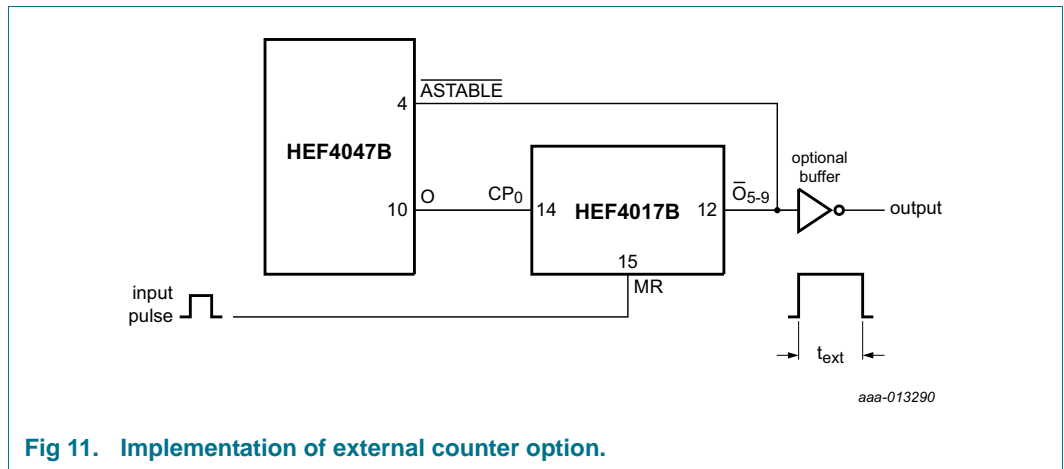 ASTABLE
4
HEF4047B
optional
buffer
10 O CP0 14 HEF4017B 12 O5-9 output
15
MR
input
pulse
text
aaa-013290
Fig 11. Implementation of external counter option.